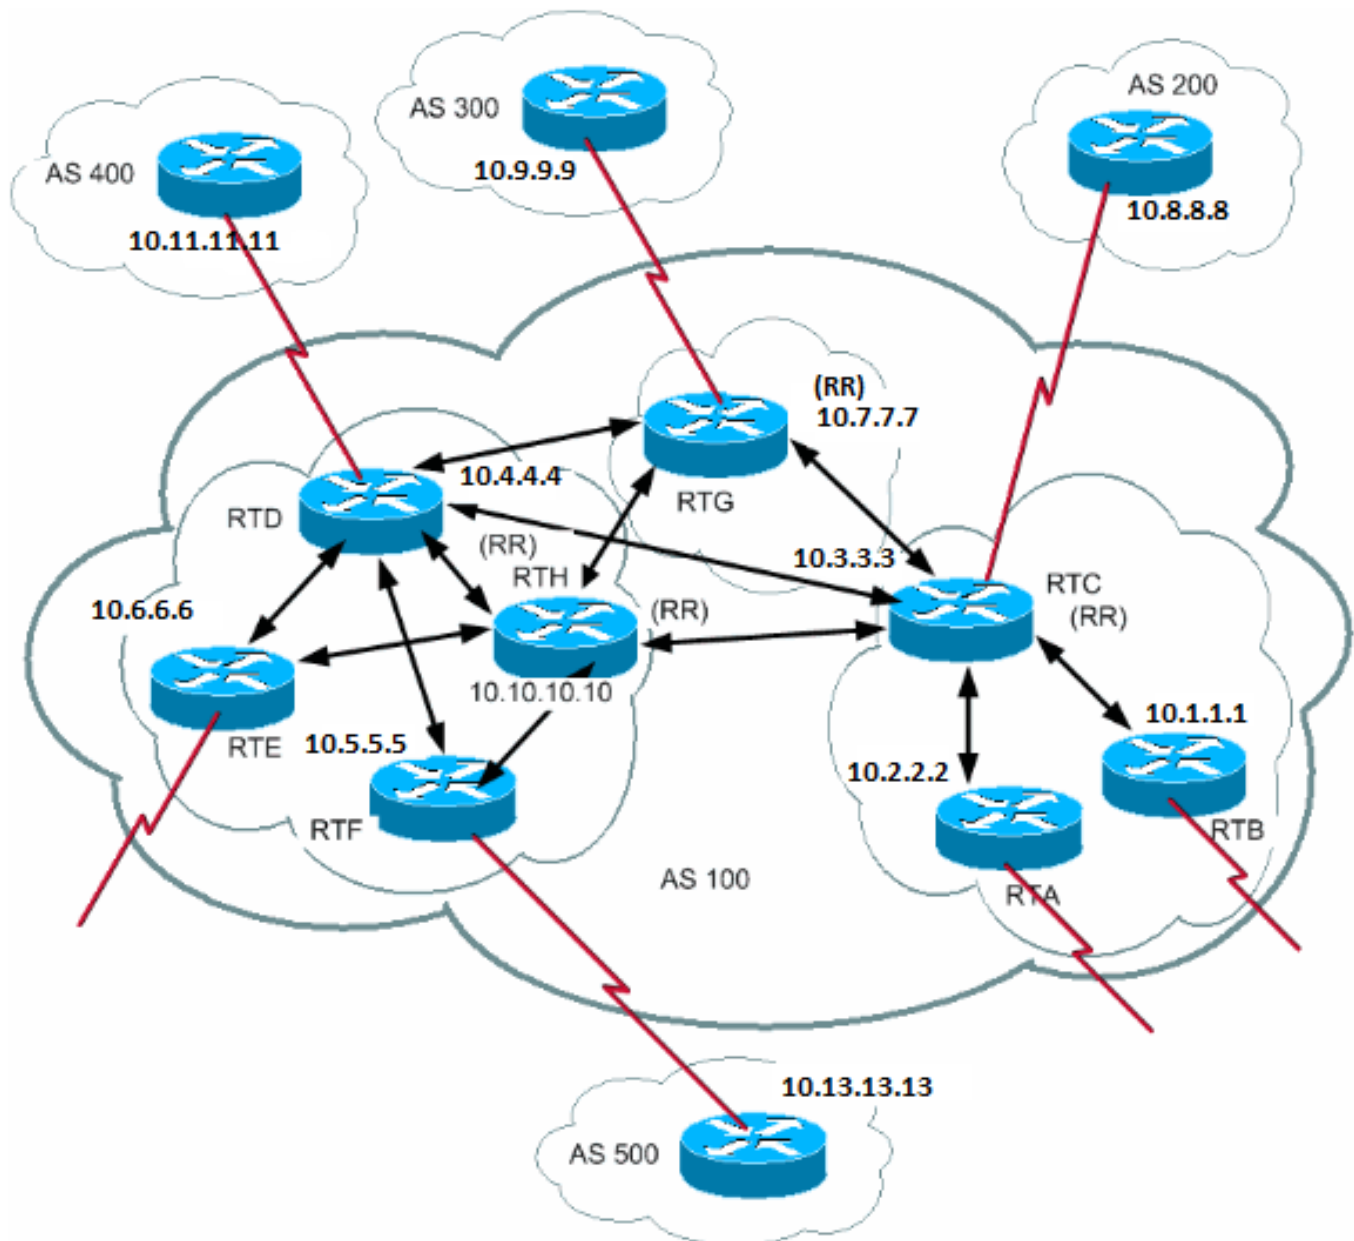 AS 200
AS 300
10.9.9.9
AS 400
10.8.8.8
10.11.11.11
(RR)
10.7.7.7
10.4.4.4
RTG
RTD
(RR)
10.3.3.3
RTH
RTC
10.6.6.6
(RR)
(RR)
10.10.10.10
10.1.1.1
RTE
10.5.5.5
10.2.2.2
RTF
RTB
AS 100
RTA
10.13.13.13
AS 500